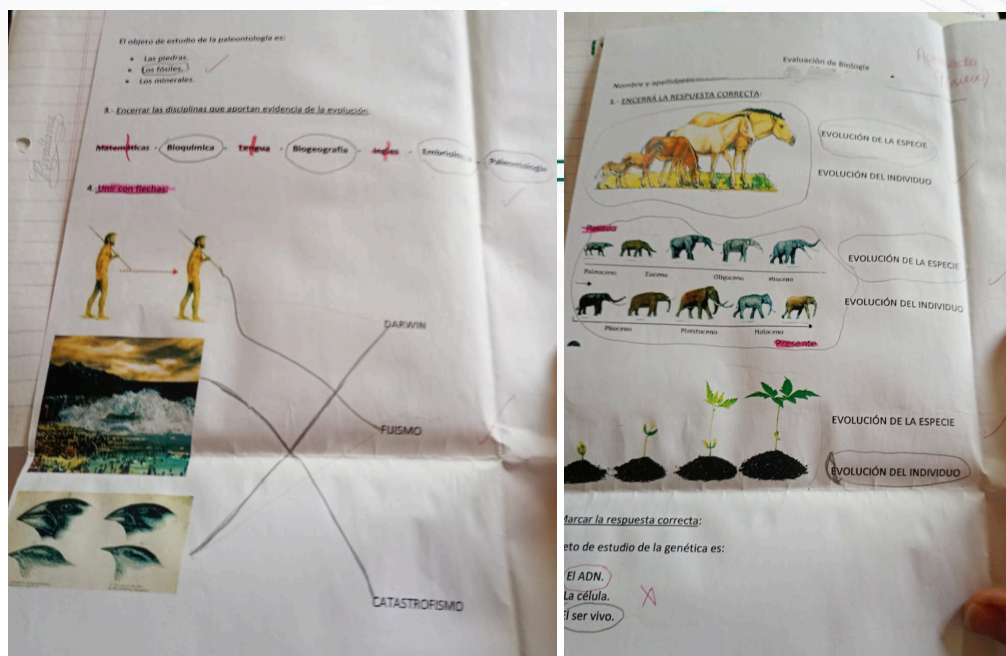 El objeto de estudio de la paleontología es:
Las piedras.
Los fósiles.
Los minerales.
3.- Encerrar las disciplinas que aportan evidencia de la evolución.
Matemáticas - Bioquímica - Lengua - Biogeografía - Ingles - Embriología - Paleontología
4. Unir con flechas:
DARWIN
FIJISMO
CATASTROFISMO
Evaluación de Biología
Nombre y apellido:
1.- ENCERRÁ LA RESPUESTA CORRECTA:
EVOLUCIÓN DE LA ESPECIE
EVOLUCIÓN DEL INDIVIDUO
Pasado
EVOLUCIÓN DE LA ESPECIE
Paleoceno Eoceno Oligoceno Mioceno
EVOLUCIÓN DEL INDIVIDUO
Plioceno Pleistoceno Holoceno
Presente
EVOLUCIÓN DE LA ESPECIE
EVOLUCIÓN DEL INDIVIDUO
Marcar la respuesta correcta:
eto de estudio de la genética es:
El ADN.
La célula.
El ser vivo.